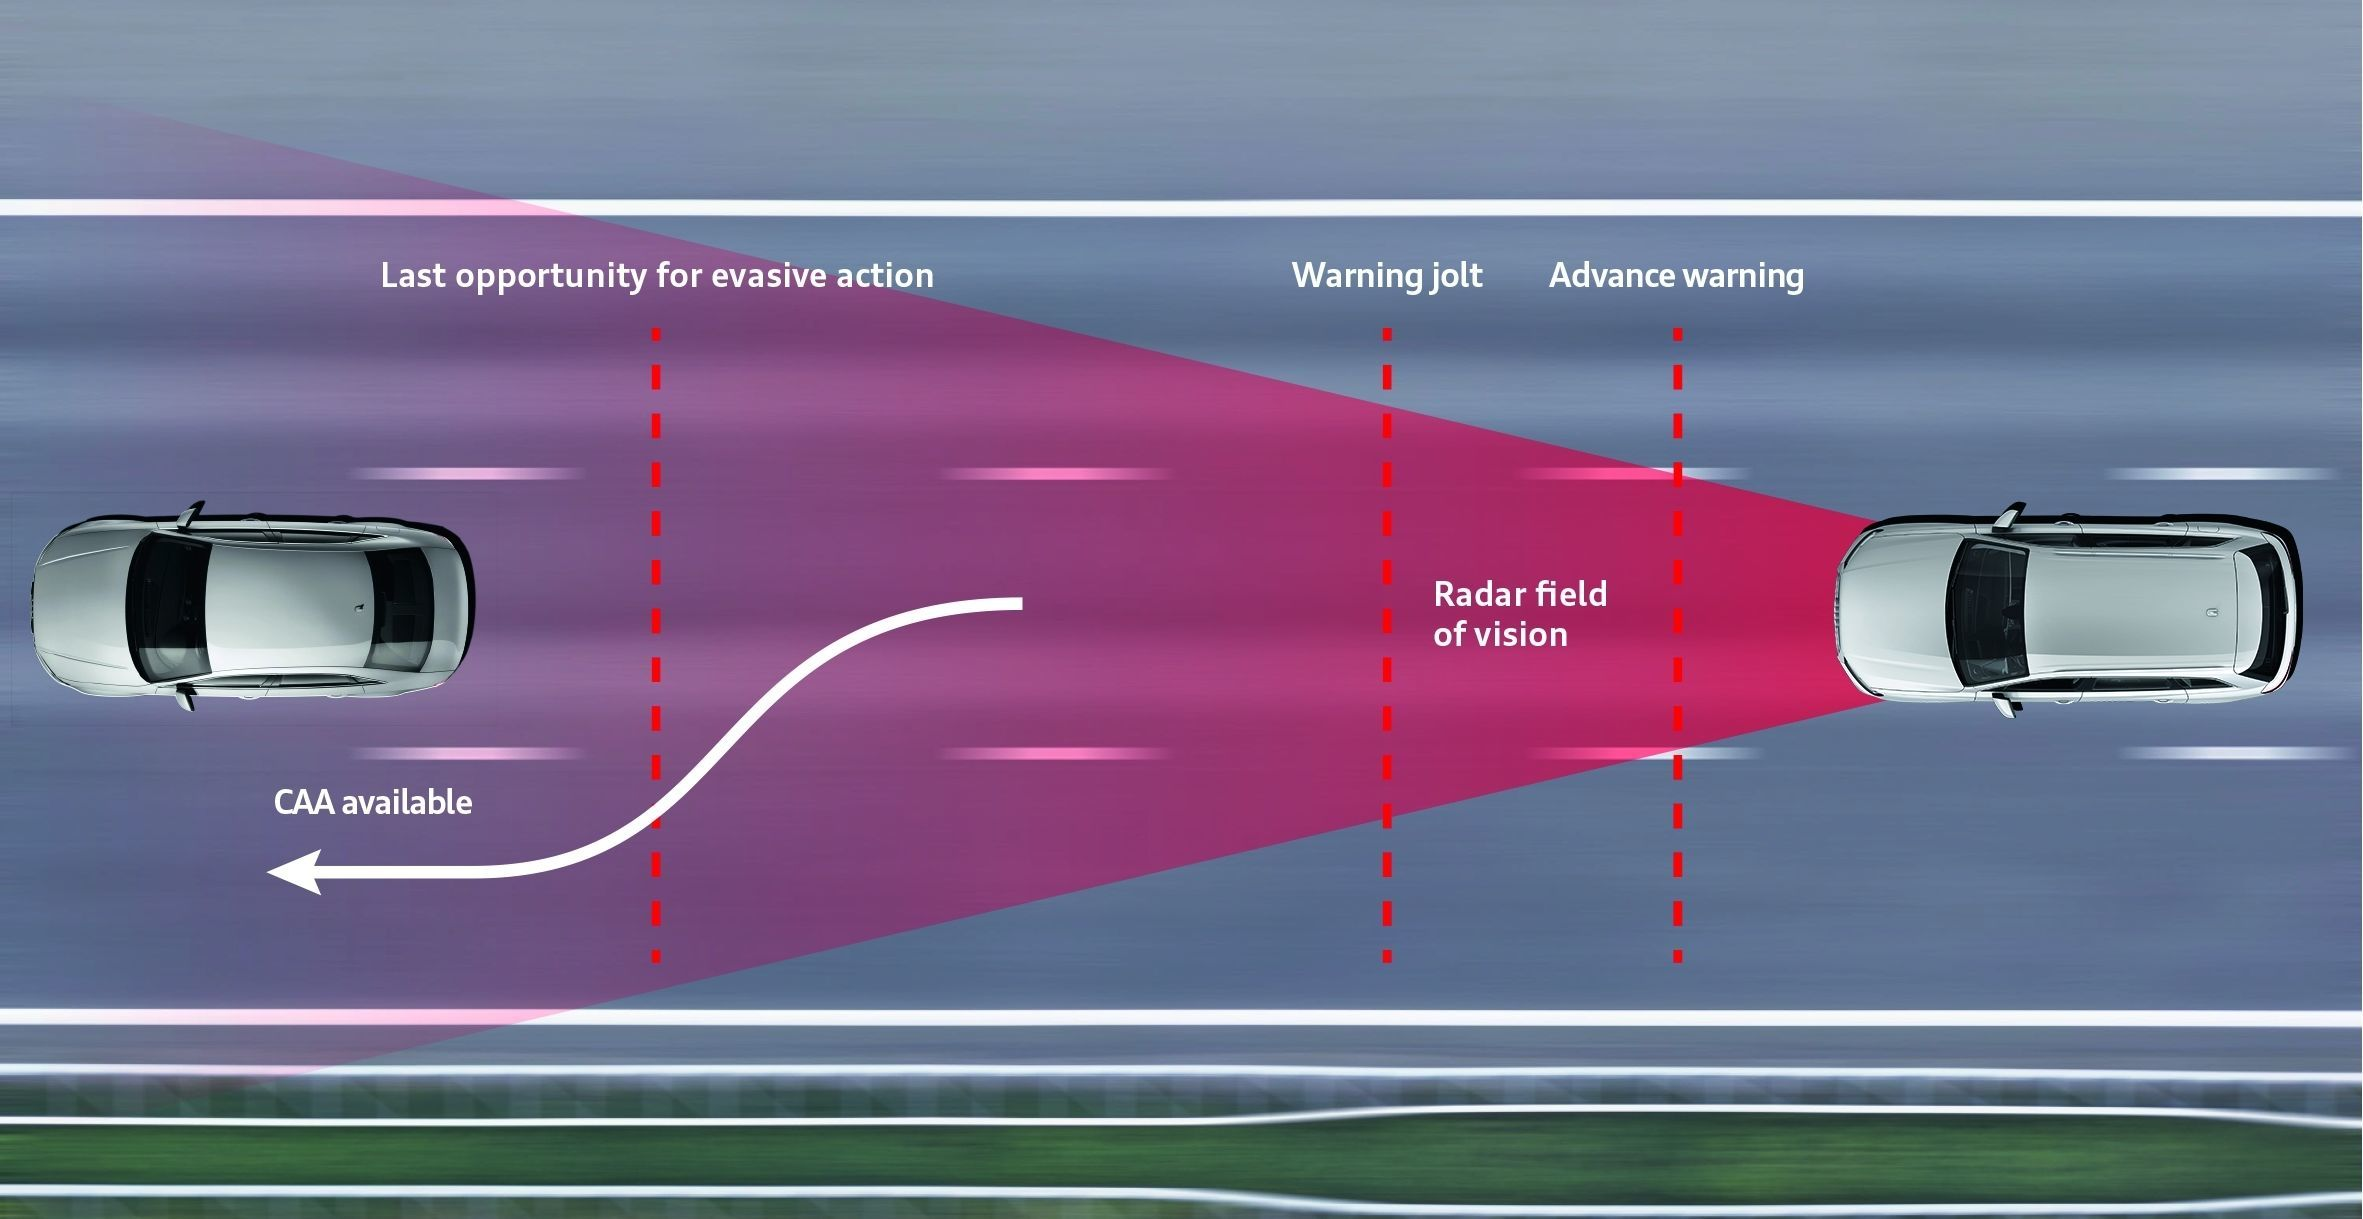 Last opportunity for evasive action
Warning jolt
Advance warning
Radar field
of vision
CAA available